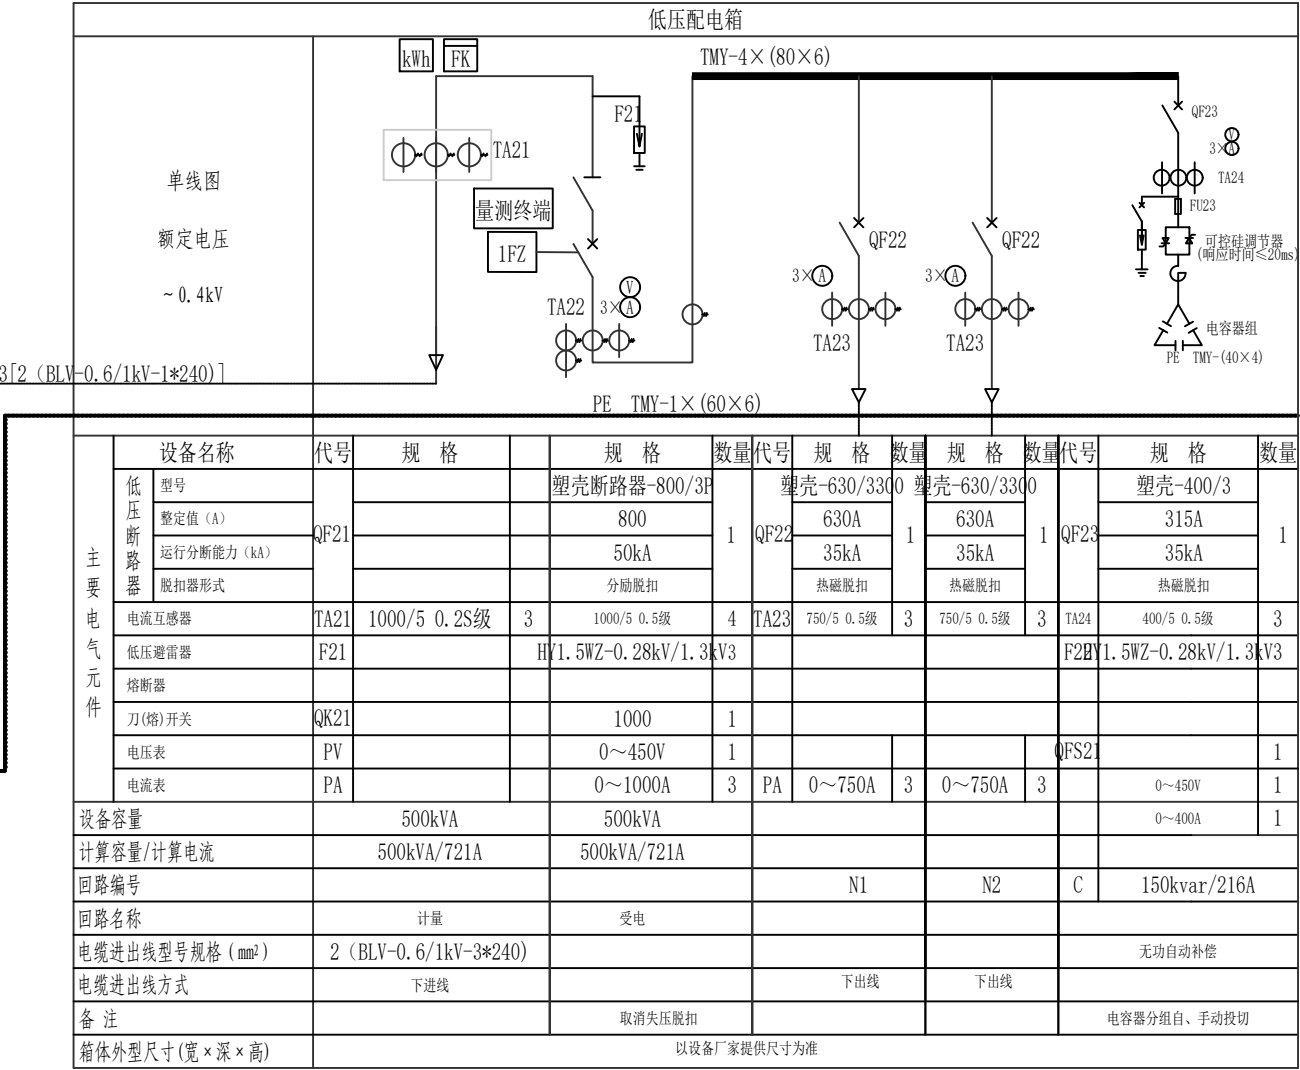 低压配电箱
kWh FK
TMY-4×(80×6)
F21
QF23
V
3×A
TA21
单线图
TA24
量测终端
FU23
额定电压
QF22 QF22
1FZ
可控硅调节器
(响应时间≤20ms)
3×A 3×A
~0.4kV
V
TA22 3×A
电容器组
TA23 TA23
PE TMY-(40×4)
3[2（BLV-0.6/1kV-1*240)]
PE TMY-1×(60×6)
设备名称 代号 规 格 规 格 数量 代号 规 格 数量 规 格 数量 代号 规 格 数量
主要电气元件
低压断路器
型号 塑壳断路器-800/3P 塑壳-630/3300 塑壳-630/3300 塑壳-400/3
整定值（A） QF21 800 1 QF22 630A 1 630A 1 QF23 315A 1
运行分断能力（kA） 50kA 35kA 35kA 35kA
脱扣器形式 分励脱扣 热磁脱扣 热磁脱扣 热磁脱扣
电流互感器 TA21 1000/5 0.2S级 3 1000/5 0.5级 4 TA23 750/5 0.5级 3 750/5 0.5级 3 TA24 400/5 0.5级 3
低压避雷器 F21 HY1.5WZ-0.28kV/1.3kV 3 F22 HY1.5WZ-0.28kV/1.3kV 3
熔断器
刀(熔)开关 QK21 1000 1
电压表 PV 0～450V 1 QFS21 1
电流表 PA 0～1000A 3 PA 0～750A 3 0～750A 3 0～450V 1
设备容量 500kVA 500kVA 0～400A 1
计算容量/计算电流 500kVA/721A 500kVA/721A
回路编号 N1 N2 C 150kvar/216A
回路名称 计量 受电
电缆进出线型号规格(mm²) 2（BLV-0.6/1kV-3*240) 无功自动补偿
电缆进出线方式 下进线 下出线 下出线
备 注 取消失压脱扣 电容器分组自、手动投切
箱体外型尺寸(宽×深×高) 以设备厂家提供尺寸为准